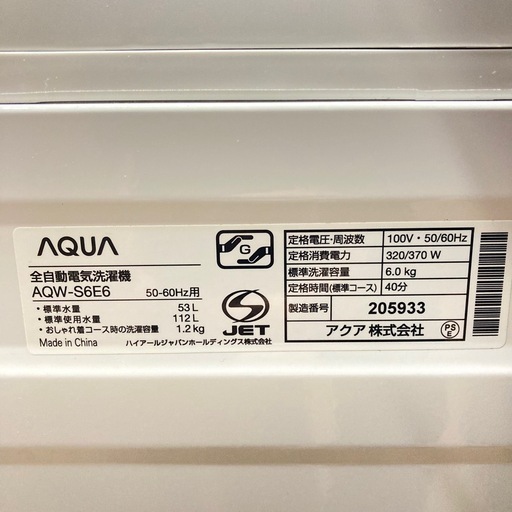 AQUA
全自動電気洗濯機
AQW-S6E6 50-60Hz用
・標準水量 53 L
・標準使用水量 112 L
・おしゃれ着コース時の洗濯容量 1.2 kg
Made in China
G
S JET
ハイアールジャパンホールディングス株式会社
定格電圧・周波数 100V・50/60Hz
定格消費電力 320/370 W
標準洗濯容量 6.0 kg
定格時間(標準コース) 40分
製造番号 205933
アクア 株式会社
PS
E